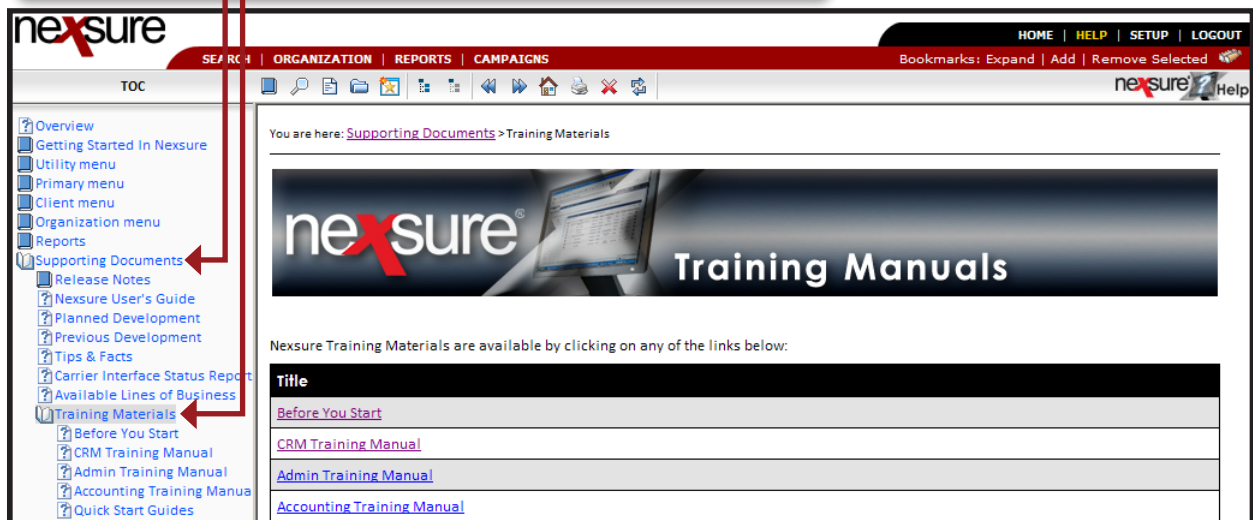 nexsure
HOME | HELP | SETUP | LOGOUT
SEARCH | ORGANIZATION | REPORTS | CAMPAIGNS
Bookmarks: Expand | Add | Remove Selected
TOC
nexsure Help
Overview
Getting Started In Nexsure
Utility menu
Primary menu
Client menu
Organization menu
Reports
Supporting Documents
Release Notes
Nexsure User's Guide
Planned Development
Previous Development
Tips & Facts
Carrier Interface Status Report
Available Lines of Business
Training Materials
Before You Start
CRM Training Manual
Admin Training Manual
Accounting Training Manua
Quick Start Guides
You are here: Supporting Documents > Training Materials
nexsure®
Training Manuals
Nexsure Training Materials are available by clicking on any of the links below:
Title
Before You Start
CRM Training Manual
Admin Training Manual
Accounting Training Manual